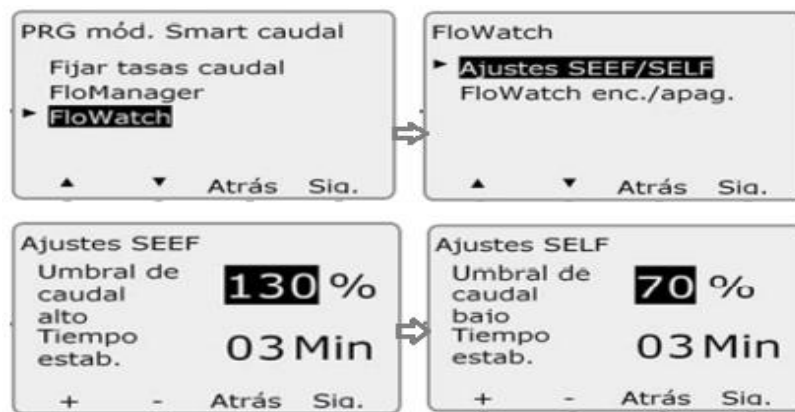 PRG mód. Smart caudal
Fijar tasas caudal
FloManager
FloWatch
Atrás Sig.
FloWatch
Ajustes SEEF/SELF
FloWatch enc./apag.
Atrás Sig.
Ajustes SEEF
Umbral de
caudal
alto
130 %
Tiempo
estab.
03 Min
+ - Atrás Sig.
Ajustes SELF
Umbral de
caudal
bajo
70 %
Tiempo
estab.
03 Min
+ - Atrás Sig.